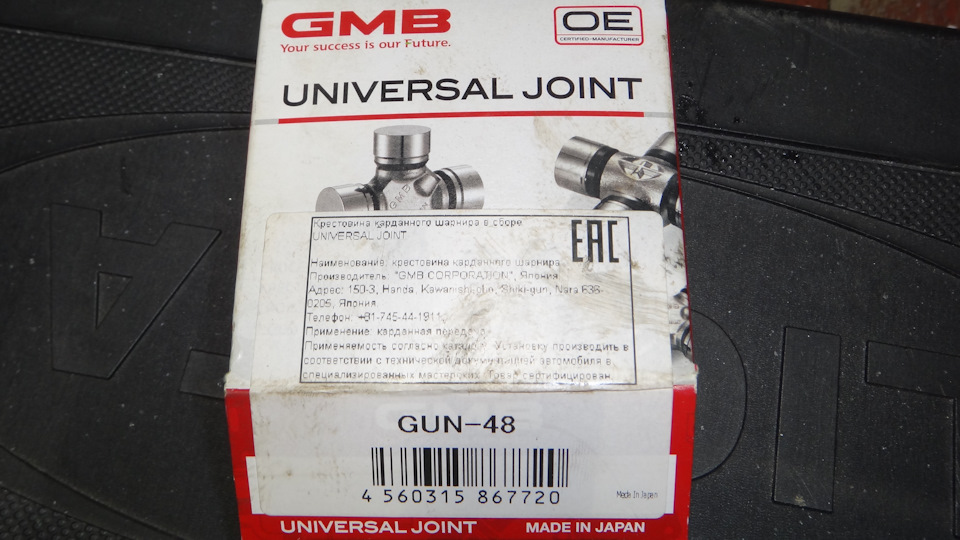 GMB
Your success is our Future.
OE
CERTIFIED-MANUFACTURER
UNIVERSAL JOINT
GMB
Крестовина карданного шарнира в сборе
UNIVERSAL JOINT
EAC
Наименование: крестовина карданного шарнира
Производитель: "GMB CORPORATION", Япония
Адрес: 150-3, Handa, Shiki-gun, Nara 636-
0205, Япония
Телефон: +81-745-44-1911
Применение: карданная передача
Применяемость согласно каталогу. Установку производить в
соответствии с технической документацией автомобиля в
специализированных мастерских. Товар сертифицирован.
GUN-48
4 560315 867720
Made In Japan
UNIVERSAL JOINT
MADE IN JAPAN